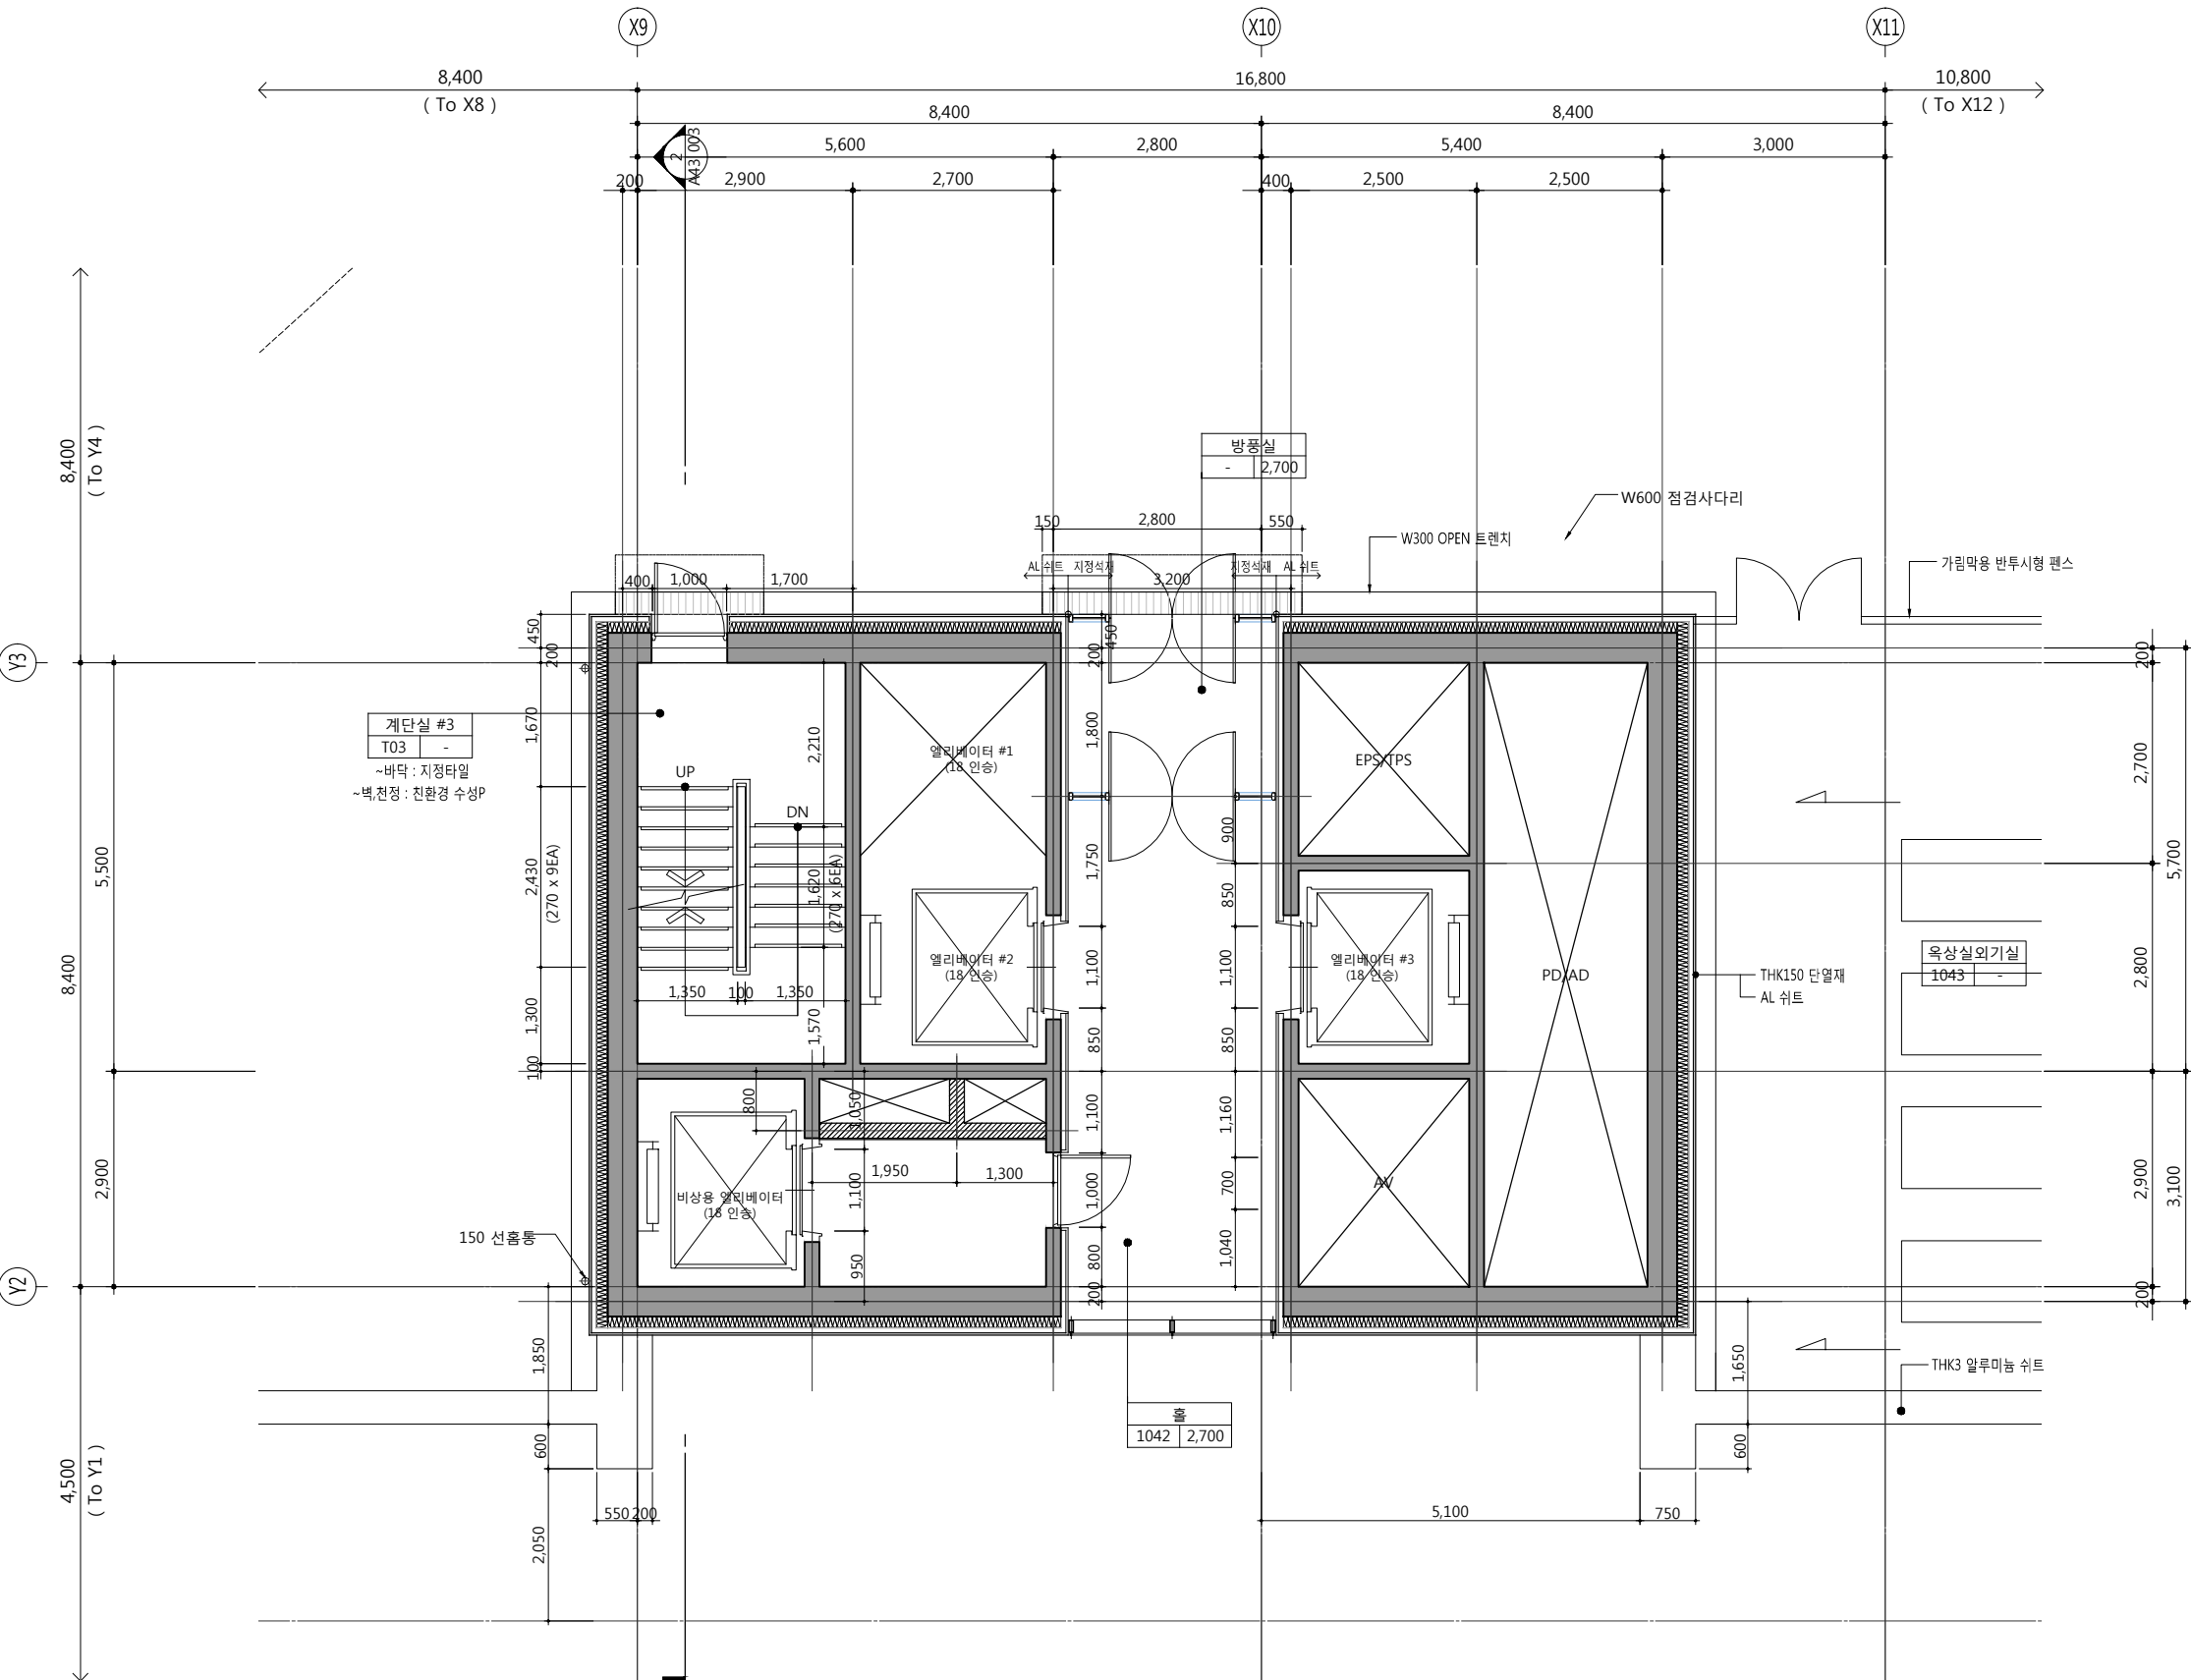 X9
X10
X11
8,400
( To X8 )
16,800
10,800
( To X12 )
8,400
8,400
2
A43 003
5,600
2,800
5,400
3,000
200
2,900
2,700
400
2,500
2,500
8,400
( To Y4 )
방풍실
- 2,700
W600 점검사다리
150
2,800
550
W300 OPEN 트렌치
가림막용 반투시형 펜스
AL 쉬트
지정석재
지정석재
AL 쉬트
400
1,000
1,700
3,200
450
200
450
200
200
Y3
계단실 #3
T03 -
~바닥 : 지정타일
~벽,천정 : 친환경 수성P
1,670
2,210
1,800
엘리베이터 #1
(18 인승)
EPS/TPS
2,700
UP
DN
5,500
2,430
(270 x 9EA)
1,620
(270 x 6EA)
1,750
900
850
5,700
8,400
엘리베이터 #2
(18 인승)
1,100
1,100
엘리베이터 #3
(18 인승)
PD/AD
THK150 단열재
AL 쉬트
옥상실외기실
1043 -
2,800
1,350
100
1,350
1,300
1,570
850
850
100
800
1,050
1,100
1,160
2,900
1,950
1,300
비상용 엘리베이터
(18 인승)
1,100
1,000
700
AV
2,900
3,100
150 선홈통
950
800
1,040
200
200
Y2
1,850
1,650
THK3 알루미늄 쉬트
홀
1042 2,700
600
600
4,500
( To Y1 )
550
200
5,100
750
2,050